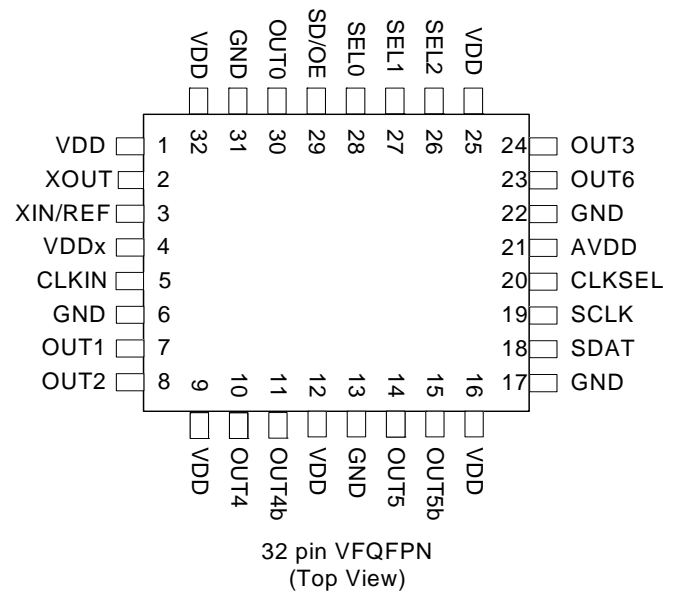 VDD
GND
OUT0
SD/OE
SEL0
SEL1
SEL2
VDD
32
31
30
29
28
27
26
25
VDD 1
XOUT 2
XIN/REF 3
VDDx 4
CLKIN 5
GND 6
OUT1 7
OUT2 8
24 OUT3
23 OUT6
22 GND
21 AVDD
20 CLKSEL
19 SCLK
18 SDAT
17 GND
9
10
11
12
13
14
15
16
VDD
OUT4
OUT4b
VDD
GND
OUT5
OUT5b
VDD
32 pin VFQFPN
(Top View)